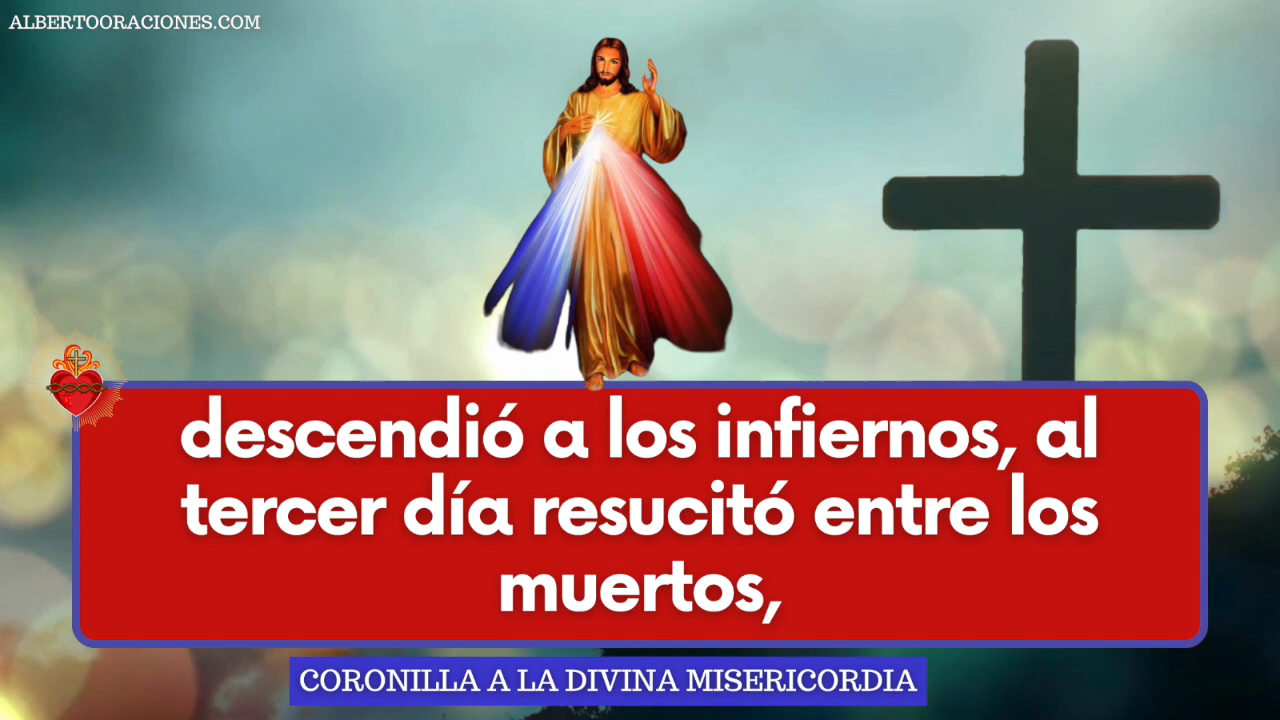 ALBERTOORACIONES.COM
descendió a los infiernos, al
tercer día resucitó entre los
muertos,
CORONILLA A LA DIVINA MISERICORDIA